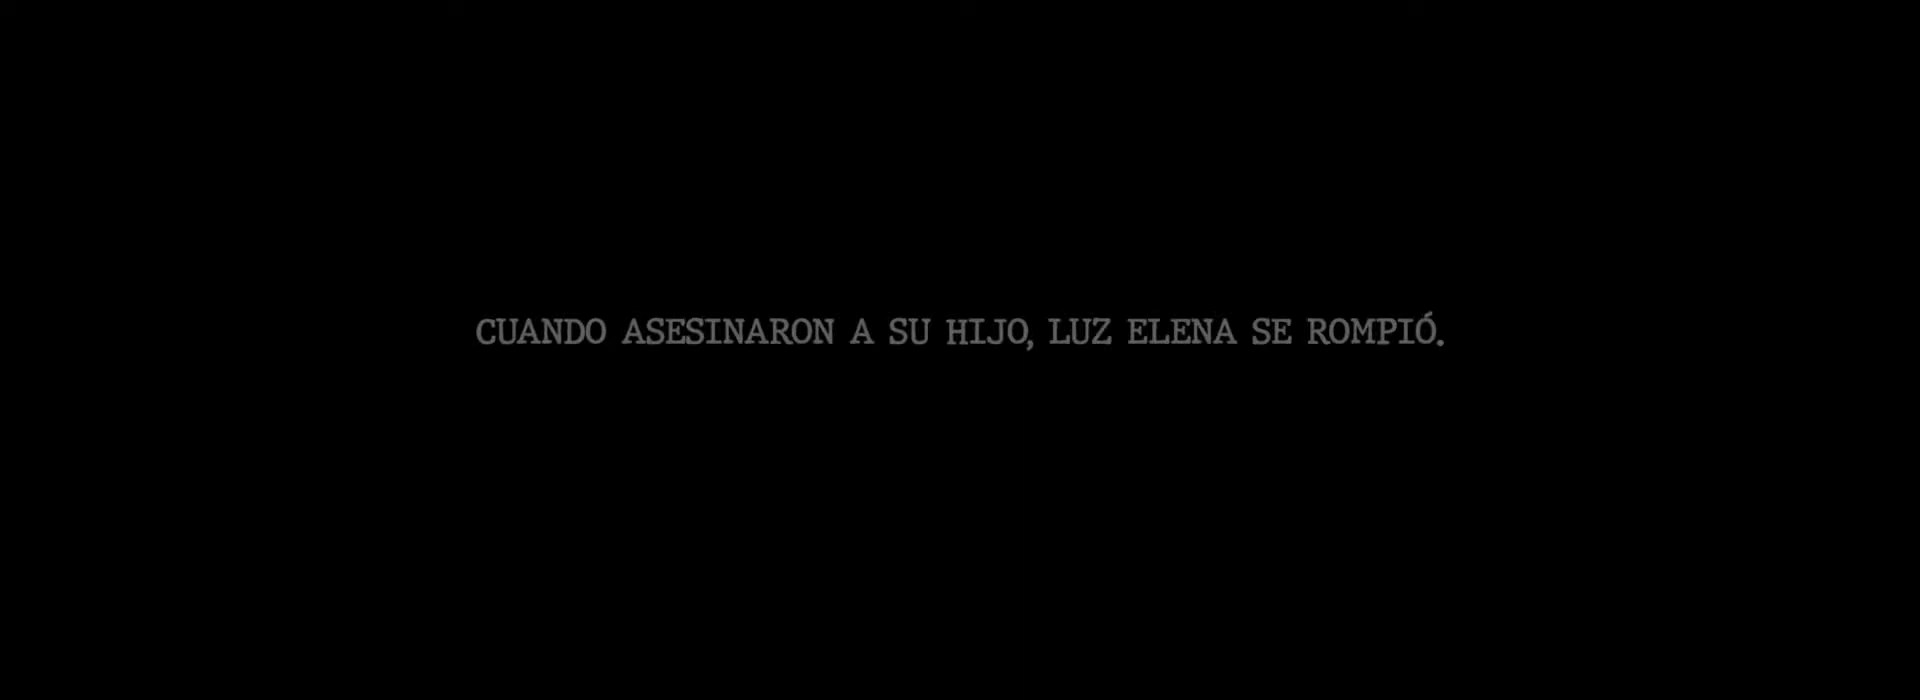 CUANDO ASESINARON A SU HIJO, LUZ ELENA SE ROMPIÓ.